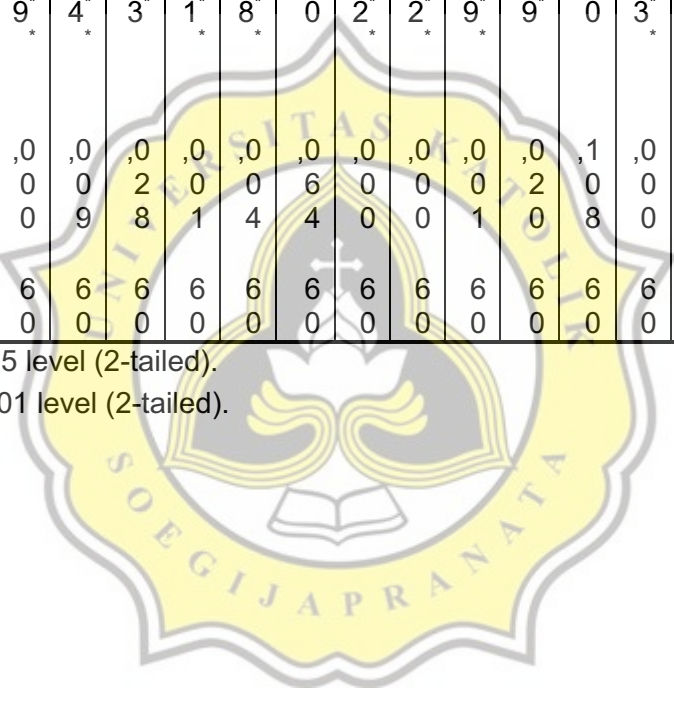 9* 4* 3* 1* 8* 0 2* 2* 9* 9* 0 3*
* * * * * * * *
,0 ,0 ,0 ,0 ,0 ,0 ,0 ,0 ,0 ,0 ,1 ,0
0 0 2 0 0 6 0 0 0 2 0 0
0 9 8 1 4 4 0 0 1 0 8 0
6 6 6 6 6 6 6 6 6 6 6 6
0 0 0 0 0 0 0 0 0 0 0 0
5 level (2-tailed).
01 level (2-tailed).
UNIVERSITAS KATOLIK
SOEGIJAPRANATA